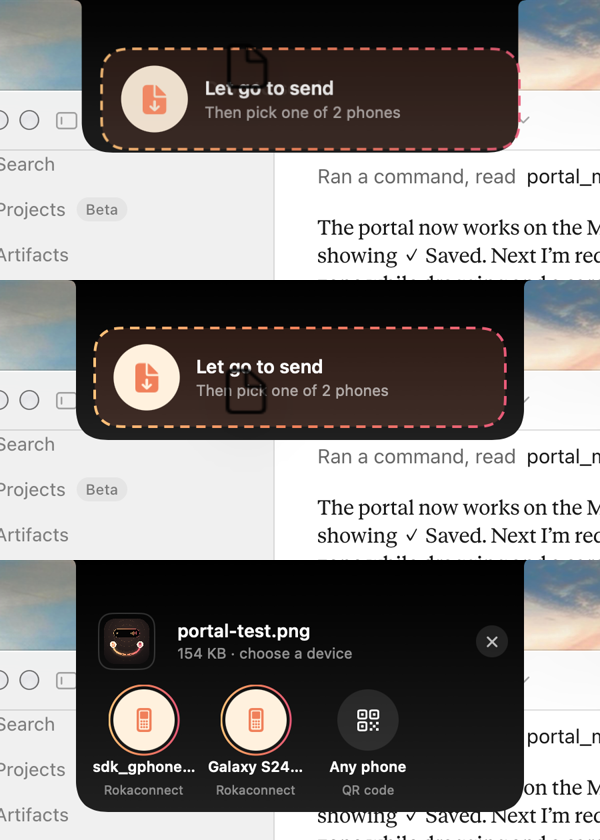 Let go to send
Then pick one of 2 phones
Search
Ran a command, read portal_m
Projects Beta
The portal now works on the M
Artifacts
showing ✓ Saved. Next I’m rec
Let go to send
Then pick one of 2 phones
Search
Ran a command, read portal_m
Projects Beta
The portal now works on the M
Artifacts
showing ✓ Saved. Next I’m rec
portal-test.png
154 KB · choose a device
Search
portal_m
sdk_gphone... Galaxy S24... Any phone
Projects
Rokaconnect Rokaconnect QR code
on the M
Artifacts
showing ✓ Saved. Next I’m rec